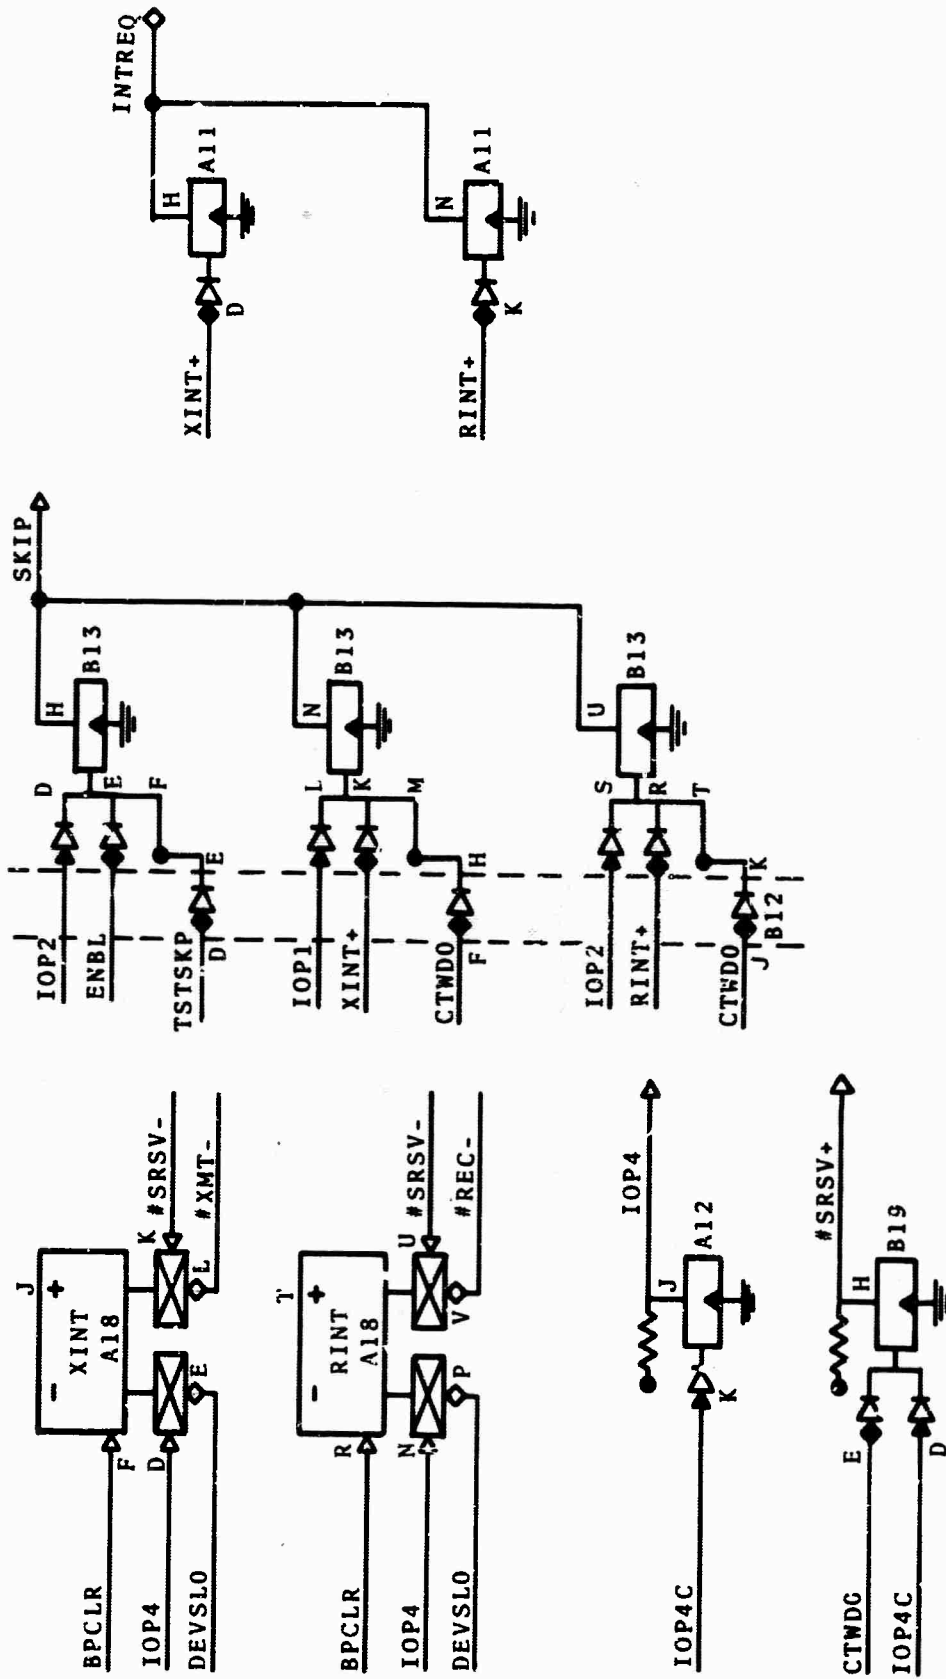 J
XINT
- +
A18
BPCLR
F
K
#SRSV-
IOP4
D
E
L
#XMT-
DEVSLO
T
RINT
- +
A18
BPCLR
R
U
#SRSV-
IOP4
N
P
V
#REC-
DEVSLO
IOP4
J
A12
IOP4C
K
#SRSV+
H
B19
CTWDG
E
IOP4C
D
SKIP
H
B13
IOP2
D
ENBL
E
F
TSTSKP
D
E
N
B13
IOP1
L
XINT+
K
M
CTWDO
F
H
U
B13
IOP2
S
RINT+
R
T
CTWDO
J
K
B12
INTREQ
H
A11
XINT+
D
N
A11
RINT+
K